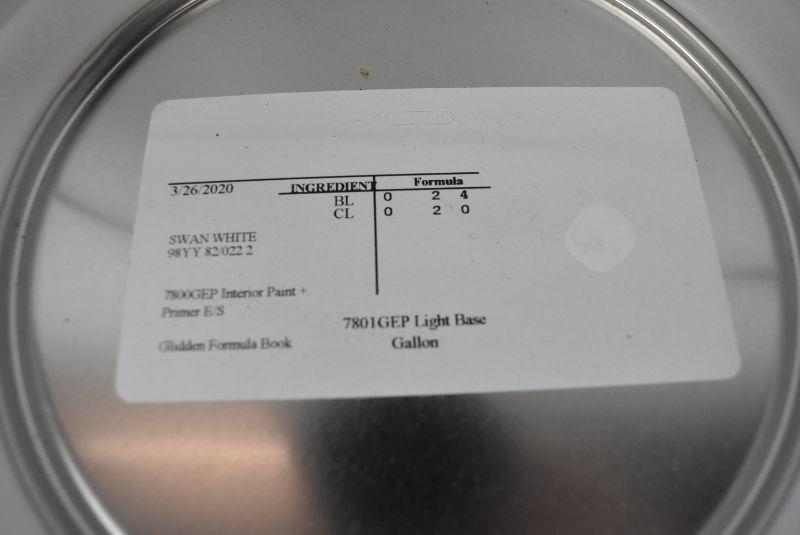 3/26/2020
INGREDIENT Formula
BL 0 2 4
CL 0 2 0
SWAN WHITE
98YY 82/022 2
7800GEP Interior Paint +
Primer E/S
7801GEP Light Base
Glidden Formula Book
Gallon